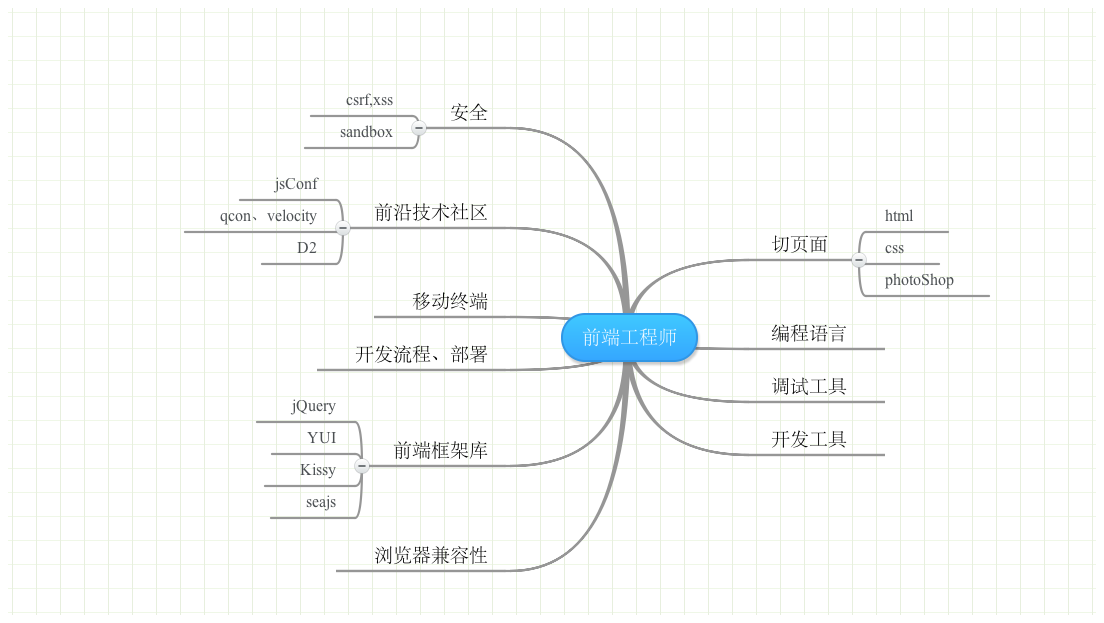 前端工程师
安全
csrf,xss
sandbox
前沿技术社区
jsConf
qcon、velocity
D2
移动终端
开发流程、部署
前端框架库
jQuery
YUI
Kissy
seajs
浏览器兼容性
切页面
html
css
photoShop
编程语言
调试工具
开发工具